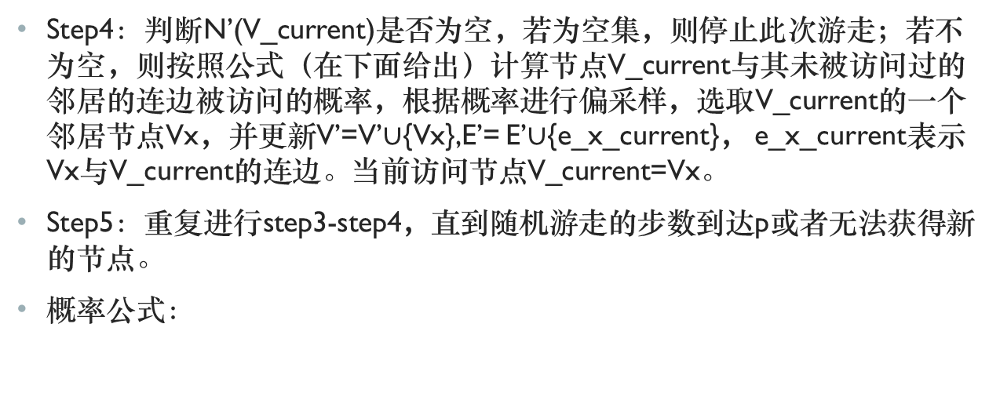 • Step4：判断N’(V_current)是否为空，若为空集，则停止此次游走；若不
为空，则按照公式（在下面给出）计算节点V_current与其未被访问过的
邻居的连边被访问的概率，根据概率进行偏采样，选取V_current的一个
邻居节点Vx，并更新V’=V’∪{Vx},E’= E’∪{e_x_current}， e_x_current表示
Vx与V_current的连边。当前访问节点V_current=Vx。
• Step5：重复进行step3-step4，直到随机游走的步数到达p或者无法获得新
的节点。
• 概率公式：